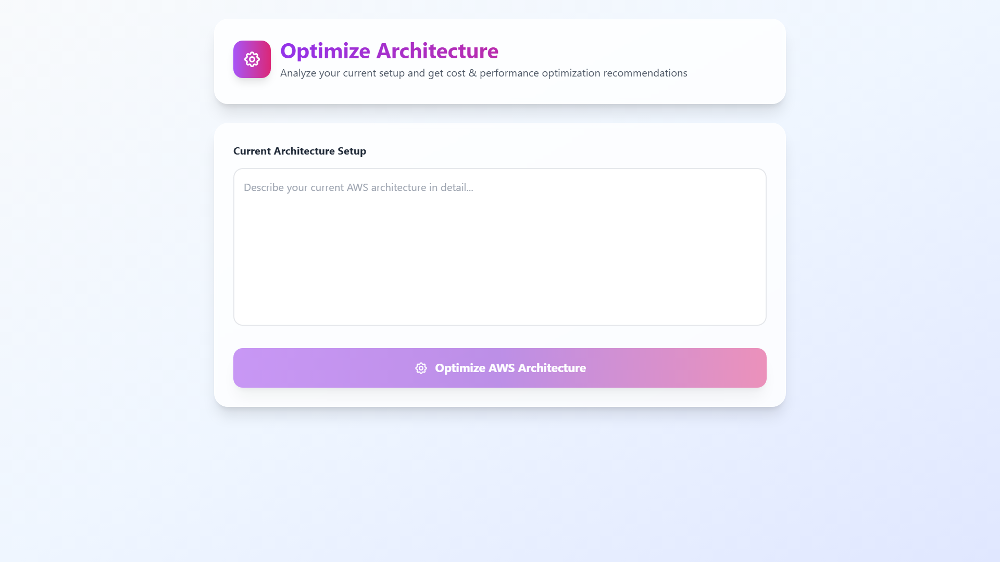 Optimize Architecture
Analyze your current setup and get cost & performance optimization recommendations
Current Architecture Setup
Describe your current AWS architecture in detail...
Optimize AWS Architecture